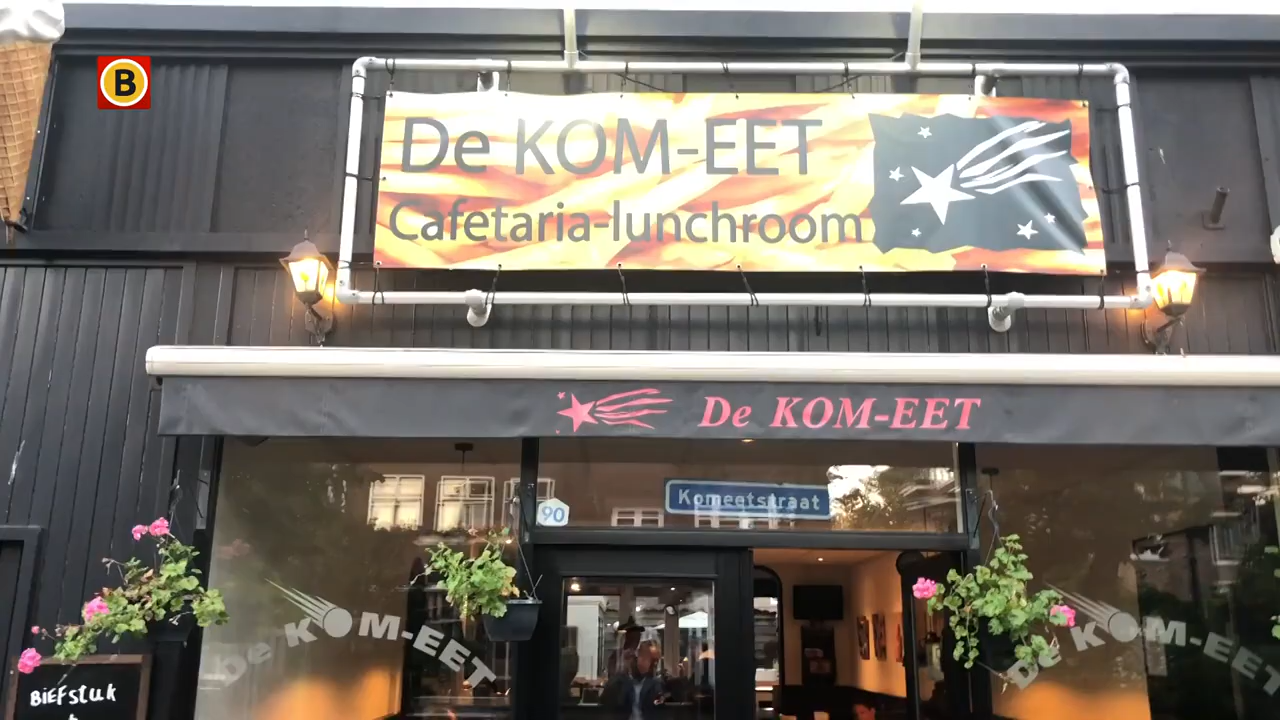 B
De KOM-EET
Cafetaria-lunchroom
De KOM-EET
Komeetstraat
90
De KOM-EET
De KOM-EET
BIEFSTUK